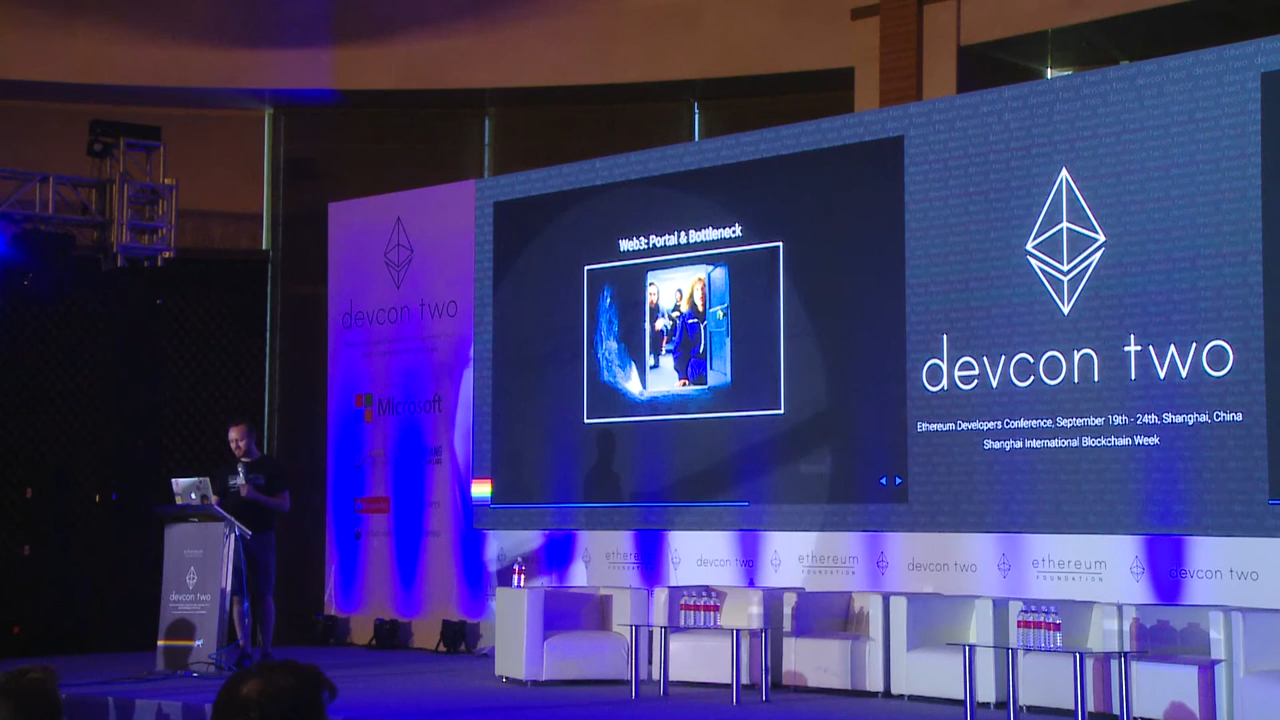 devcon two
Microsoft
Web3: Portal & Bottleneck
devcon two
Ethereum Developers Conference, September 19th - 24th, Shanghai, China
Shanghai International Blockchain Week
ethereum
devcon two
ethereum
FOUNDATION
devcon two
ethereum
FOUNDATION
devcon two
ethereum
devcon two